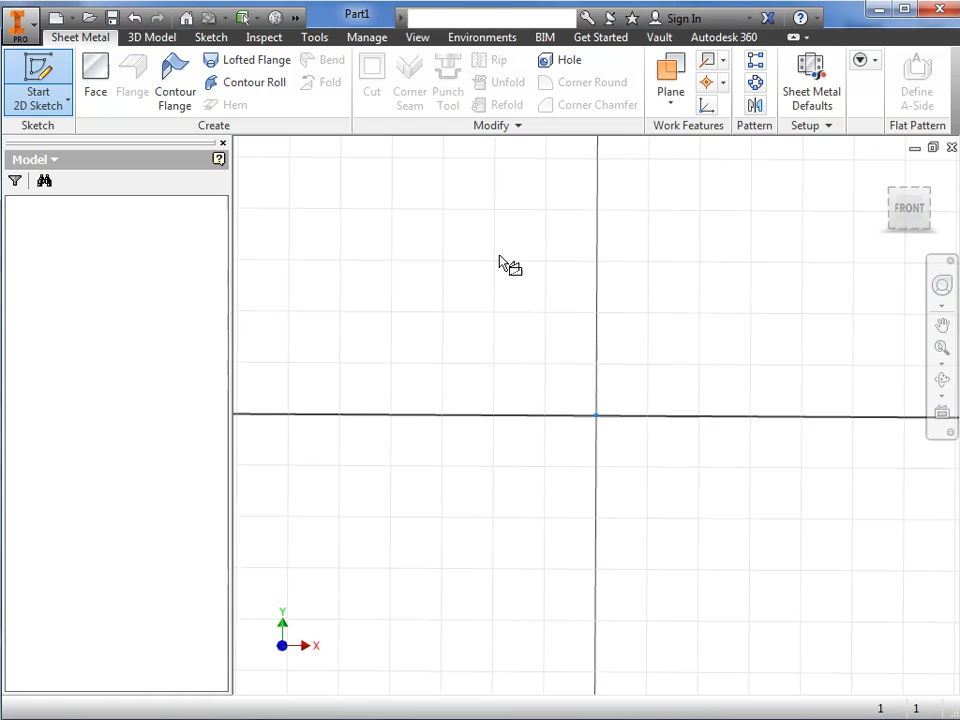 Part1
Sign In
PRO
Sheet Metal 3D Model Sketch Inspect Tools Manage View Environments BIM Get Started Vault Autodesk 360
Start
2D Sketch
Face
Flange
Contour
Flange
Lofted Flange
Contour Roll
Hem
Bend
Fold
Cut
Corner
Seam
Punch
Tool
Rip
Unfold
Refold
Hole
Corner Round
Corner Chamfer
Plane
Sheet Metal
Defaults
Define
A-Side
Sketch Create Modify Work Features Pattern Setup Flat Pattern
Model
FRONT
Y
X
1 1